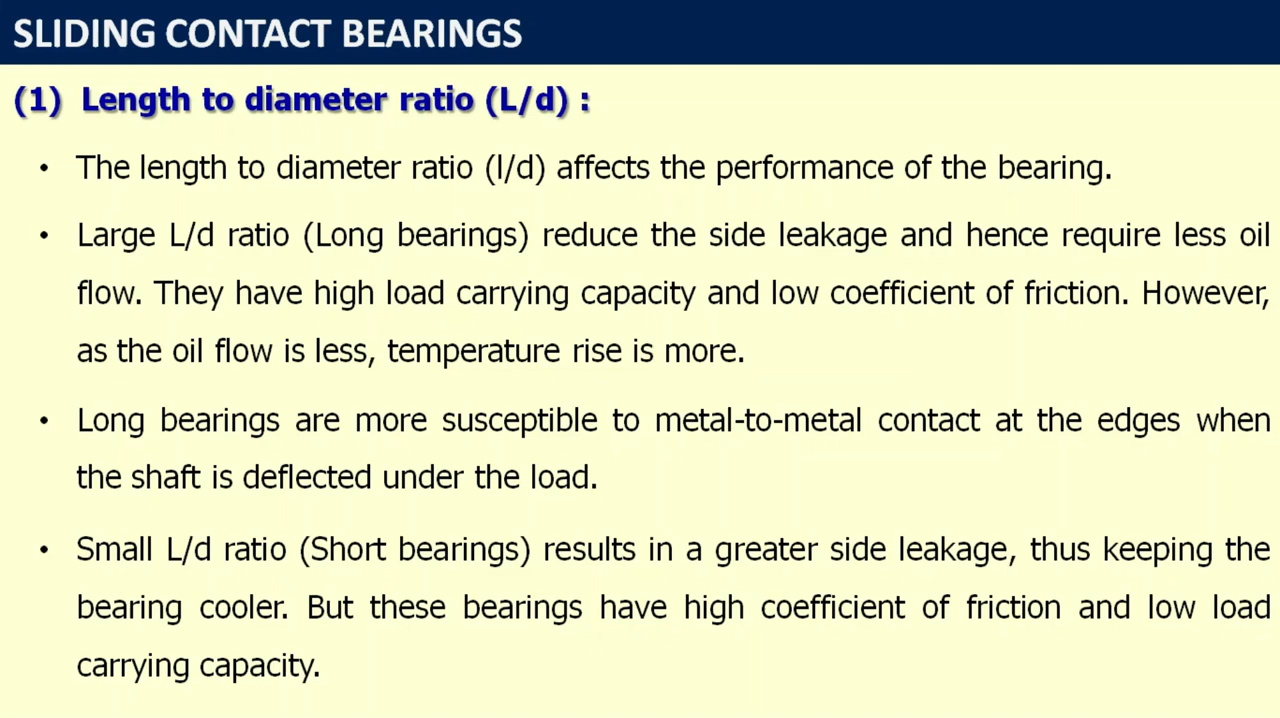 SLIDING CONTACT BEARINGS
(1) Length to diameter ratio (L/d) :
• The length to diameter ratio (l/d) affects the performance of the bearing.
• Large L/d ratio (Long bearings) reduce the side leakage and hence require less oil
flow. They have high load carrying capacity and low coefficient of friction. However,
as the oil flow is less, temperature rise is more.
• Long bearings are more susceptible to metal-to-metal contact at the edges when
the shaft is deflected under the load.
• Small L/d ratio (Short bearings) results in a greater side leakage, thus keeping the
bearing cooler. But these bearings have high coefficient of friction and low load
carrying capacity.